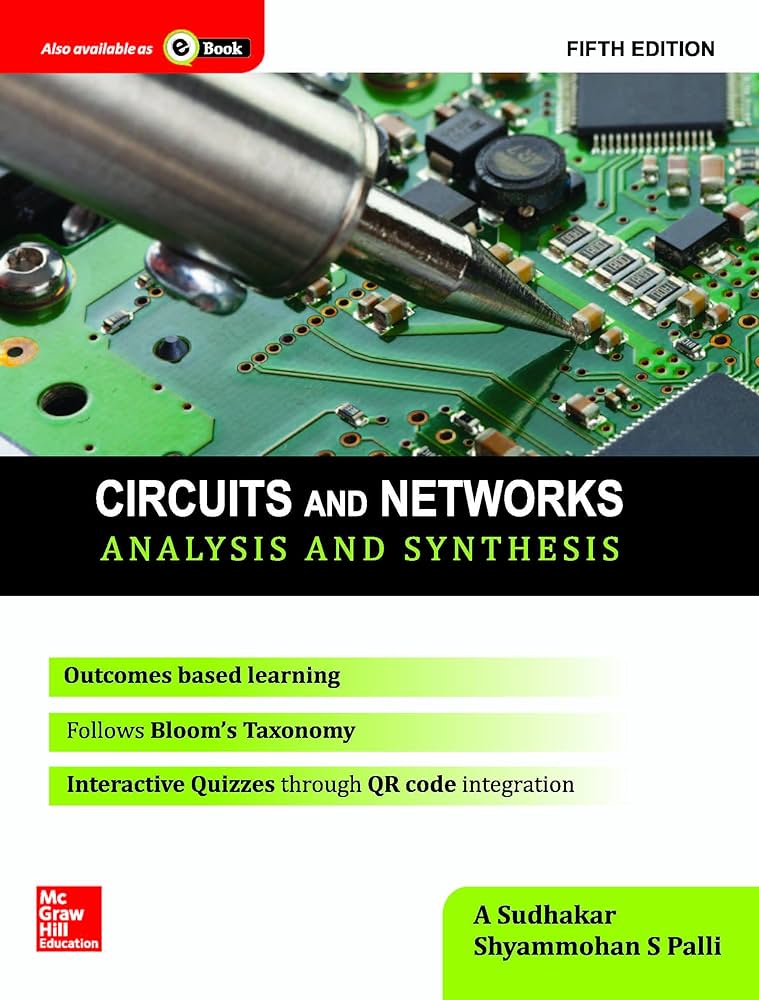 Also available as e Book
FIFTH EDITION
CIRCUITS AND NETWORKS
ANALYSIS AND SYNTHESIS
Outcomes based learning
Follows Bloom's Taxonomy
Interactive Quizzes through QR code integration
Mc
Graw
Hill
Education
A Sudhakar
Shyammohan S Palli